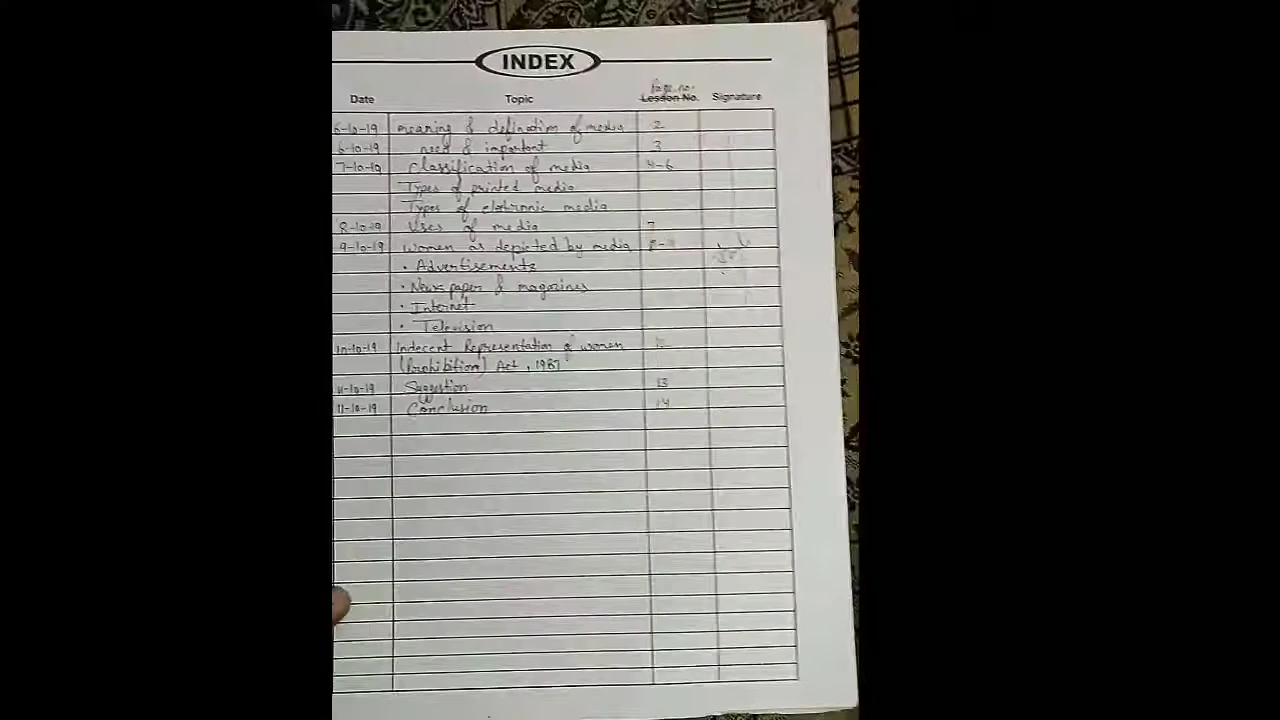 INDEX
Page no.
Date Topic Lesson No. Signature
6-10-19 meaning & defination of media 2
6-10-19 need & important 3
7-10-19 Classification of media 4-6
Types of printed media
Types of electronic media
8-10-19 Uses of media 7
9-10-19 Women as depicted by media 8-
• Advertisements
• News paper & magazines
• Internet
• Television
10-10-19 Indecent Representation of women
(Prohibition) Act, 1987
11-10-19 Suggestion 13
11-10-19 Conclusion 14